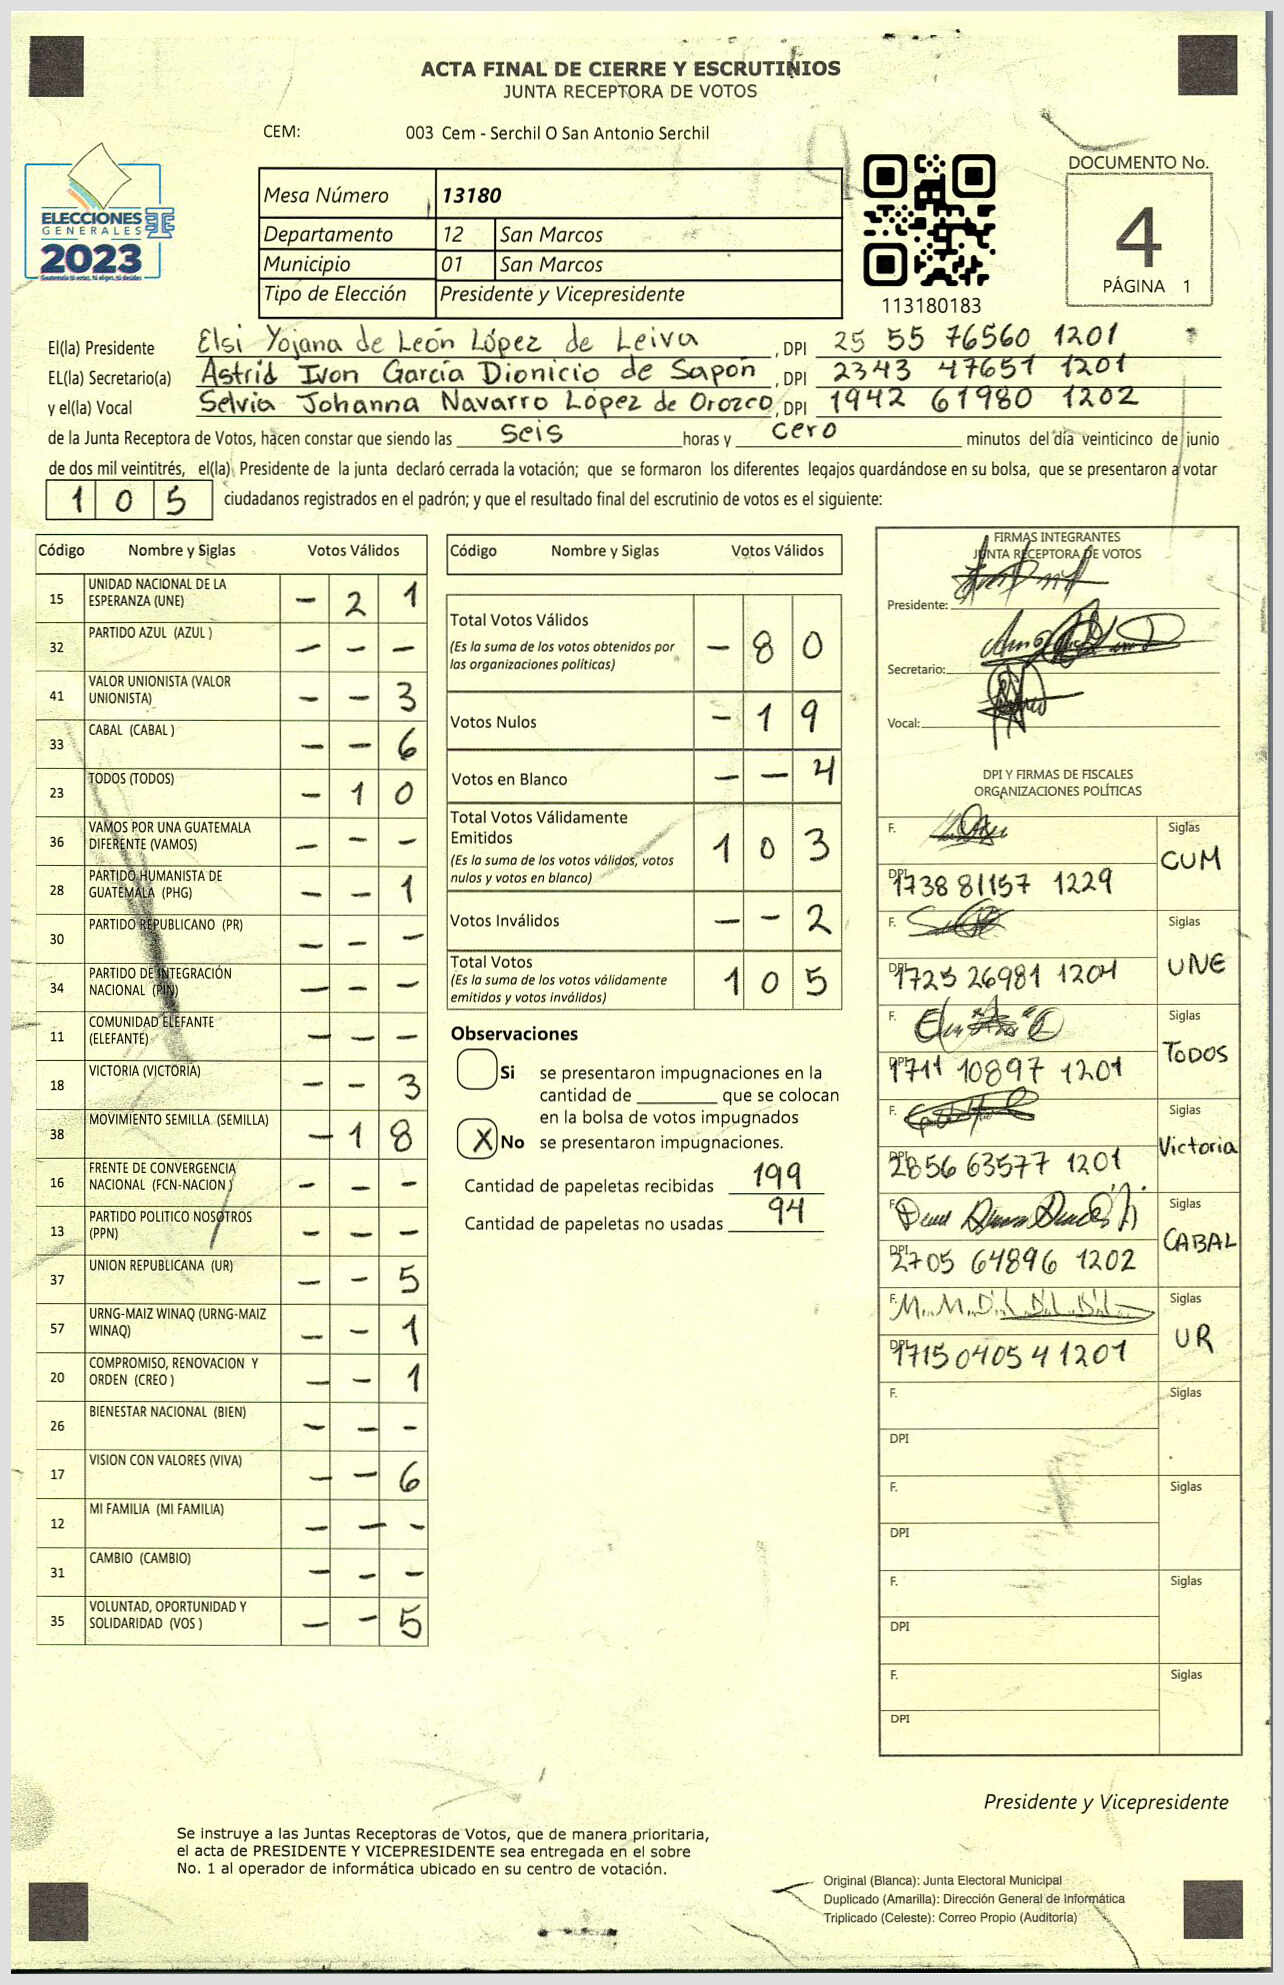 ACTA FINAL DE CIERRE Y ESCRUTINIOS
JUNTA RECEPTORA DE VOTOS
CEM: 003 Cem - Serchil O San Antonio Serchil
ELECCIONES
GENERALES
2023
Mesa Número 13180
Departamento 12 San Marcos
Municipio 01 San Marcos
Tipo de Elección Presidente y Vicepresidente
113180183
DOCUMENTO No.
4
PÁGINA 1
El(la) Presidente Elsi Yojana de León López de Leiva, DPI 25 55 76560 1201
EL(la) Secretario(a) Astrid Ivon García Dionicio de Sapón, DPI 2343 47651 1201
y el(la) Vocal Selvia Johanna Navarro López de Orozco, DPI 1942 61980 1202
de la Junta Receptora de Votos, hacen constar que siendo las seis horas y cero minutos del día veinticinco de junio
de dos mil veintitrés, el(la) Presidente de la junta declaró cerrada la votación; que se formaron los diferentes legajos guardándose en su bolsa, que se presentaron a votar
1 0 5 ciudadanos registrados en el padrón; y que el resultado final del escrutinio de votos es el siguiente:
Código Nombre y Siglas Votos Válidos
15 UNIDAD NACIONAL DE LA ESPERANZA (UNE) - 2 1
32 PARTIDO AZUL (AZUL ) - - -
41 VALOR UNIONISTA (VALOR UNIONISTA) - - 3
33 CABAL (CABAL ) - - 6
23 TODOS (TODOS) - 1 0
36 VAMOS POR UNA GUATEMALA DIFERENTE (VAMOS) - - -
28 PARTIDO HUMANISTA DE GUATEMALA (PHG) - - 1
30 PARTIDO REPUBLICANO (PR) - - -
34 PARTIDO DE INTEGRACIÓN NACIONAL (PIN) - - -
11 COMUNIDAD ELEFANTE (ELEFANTE) - - -
18 VICTORIA (VICTORIA) - - 3
38 MOVIMIENTO SEMILLA (SEMILLA) - 1 8
16 FRENTE DE CONVERGENCIA NACIONAL (FCN-NACION ) - - -
13 PARTIDO POLITICO NOSOTROS (PPN) - - -
37 UNION REPUBLICANA (UR) - - 5
57 URNG-MAIZ WINAQ (URNG-MAIZ WINAQ) - - 1
20 COMPROMISO, RENOVACION Y ORDEN (CREO ) - - 1
26 BIENESTAR NACIONAL (BIEN) - - -
17 VISION CON VALORES (VIVA) - - 6
12 MI FAMILIA (MI FAMILIA) - - -
31 CAMBIO (CAMBIO) - - -
35 VOLUNTAD, OPORTUNIDAD Y SOLIDARIDAD (VOS ) - - 5
Código Nombre y Siglas Votos Válidos
Total Votos Válidos - 8 0
(Es la suma de los votos obtenidos por
las organizaciones políticas)
Votos Nulos - 1 9
Votos en Blanco - - 4
Total Votos Válidamente
Emitidos 1 0 3
(Es la suma de los votos válidos, votos
nulos y votos en blanco)
Votos Inválidos - - 2
Total Votos 1 0 5
(Es la suma de los votos válidamente
emitidos y votos inválidos)
Observaciones
Si se presentaron impugnaciones en la
cantidad de ________ que se colocan
en la bolsa de votos impugnados
X No se presentaron impugnaciones.
Cantidad de papeletas recibidas 199
Cantidad de papeletas no usadas 94
FIRMAS INTEGRANTES
JUNTA RECEPTORA DE VOTOS
Presidente:
Secretario:
Vocal:
DPI Y FIRMAS DE FISCALES
ORGANIZACIONES POLÍTICAS
F. Siglas
CUM
DPI 1738 81157 1229
F. Siglas
UNE
DPI 1725 26981 1204
F. Siglas
TODOS
DPI 1711 10897 1201
F. Siglas
Victoria
DPI 2856 63577 1201
F. Siglas
CABAL
DPI 2705 64896 1202
F. Siglas
UR
DPI 1715 04054 1201
F. Siglas
DPI
F. Siglas
DPI
F. Siglas
DPI
F. Siglas
DPI
Presidente y Vicepresidente
Se instruye a las Juntas Receptoras de Votos, que de manera prioritaria,
el acta de PRESIDENTE Y VICEPRESIDENTE sea entregada en el sobre
No. 1 al operador de informática ubicado en su centro de votación.
Original (Blanca): Junta Electoral Municipal
Duplicado (Amarilla): Dirección General de Informática
Triplicado (Celeste): Correo Propio (Auditoría)